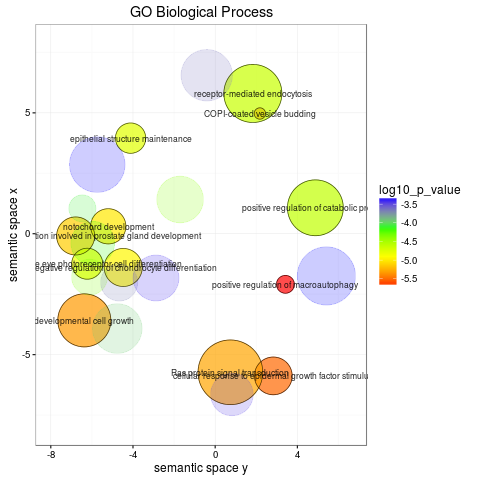 GO Biological Process
receptor-mediated endocytosis
COPI-coated vesicle budding
epithelial structure maintenance
positive regulation of catabolic pr
notochord development
tion involved in prostate gland development
e eye photoreceptor cell differentiation
egative regulation of chondrocyte differentiation
positive regulation of macroautophagy
developmental cell growth
Ras protein signal transduction
cellular response to epidermal growth factor stimulu
5
0
-5
-8
-4
0
4
semantic space y
semantic space x
log10_p_value
-3.5
-4.0
-4.5
-5.0
-5.5